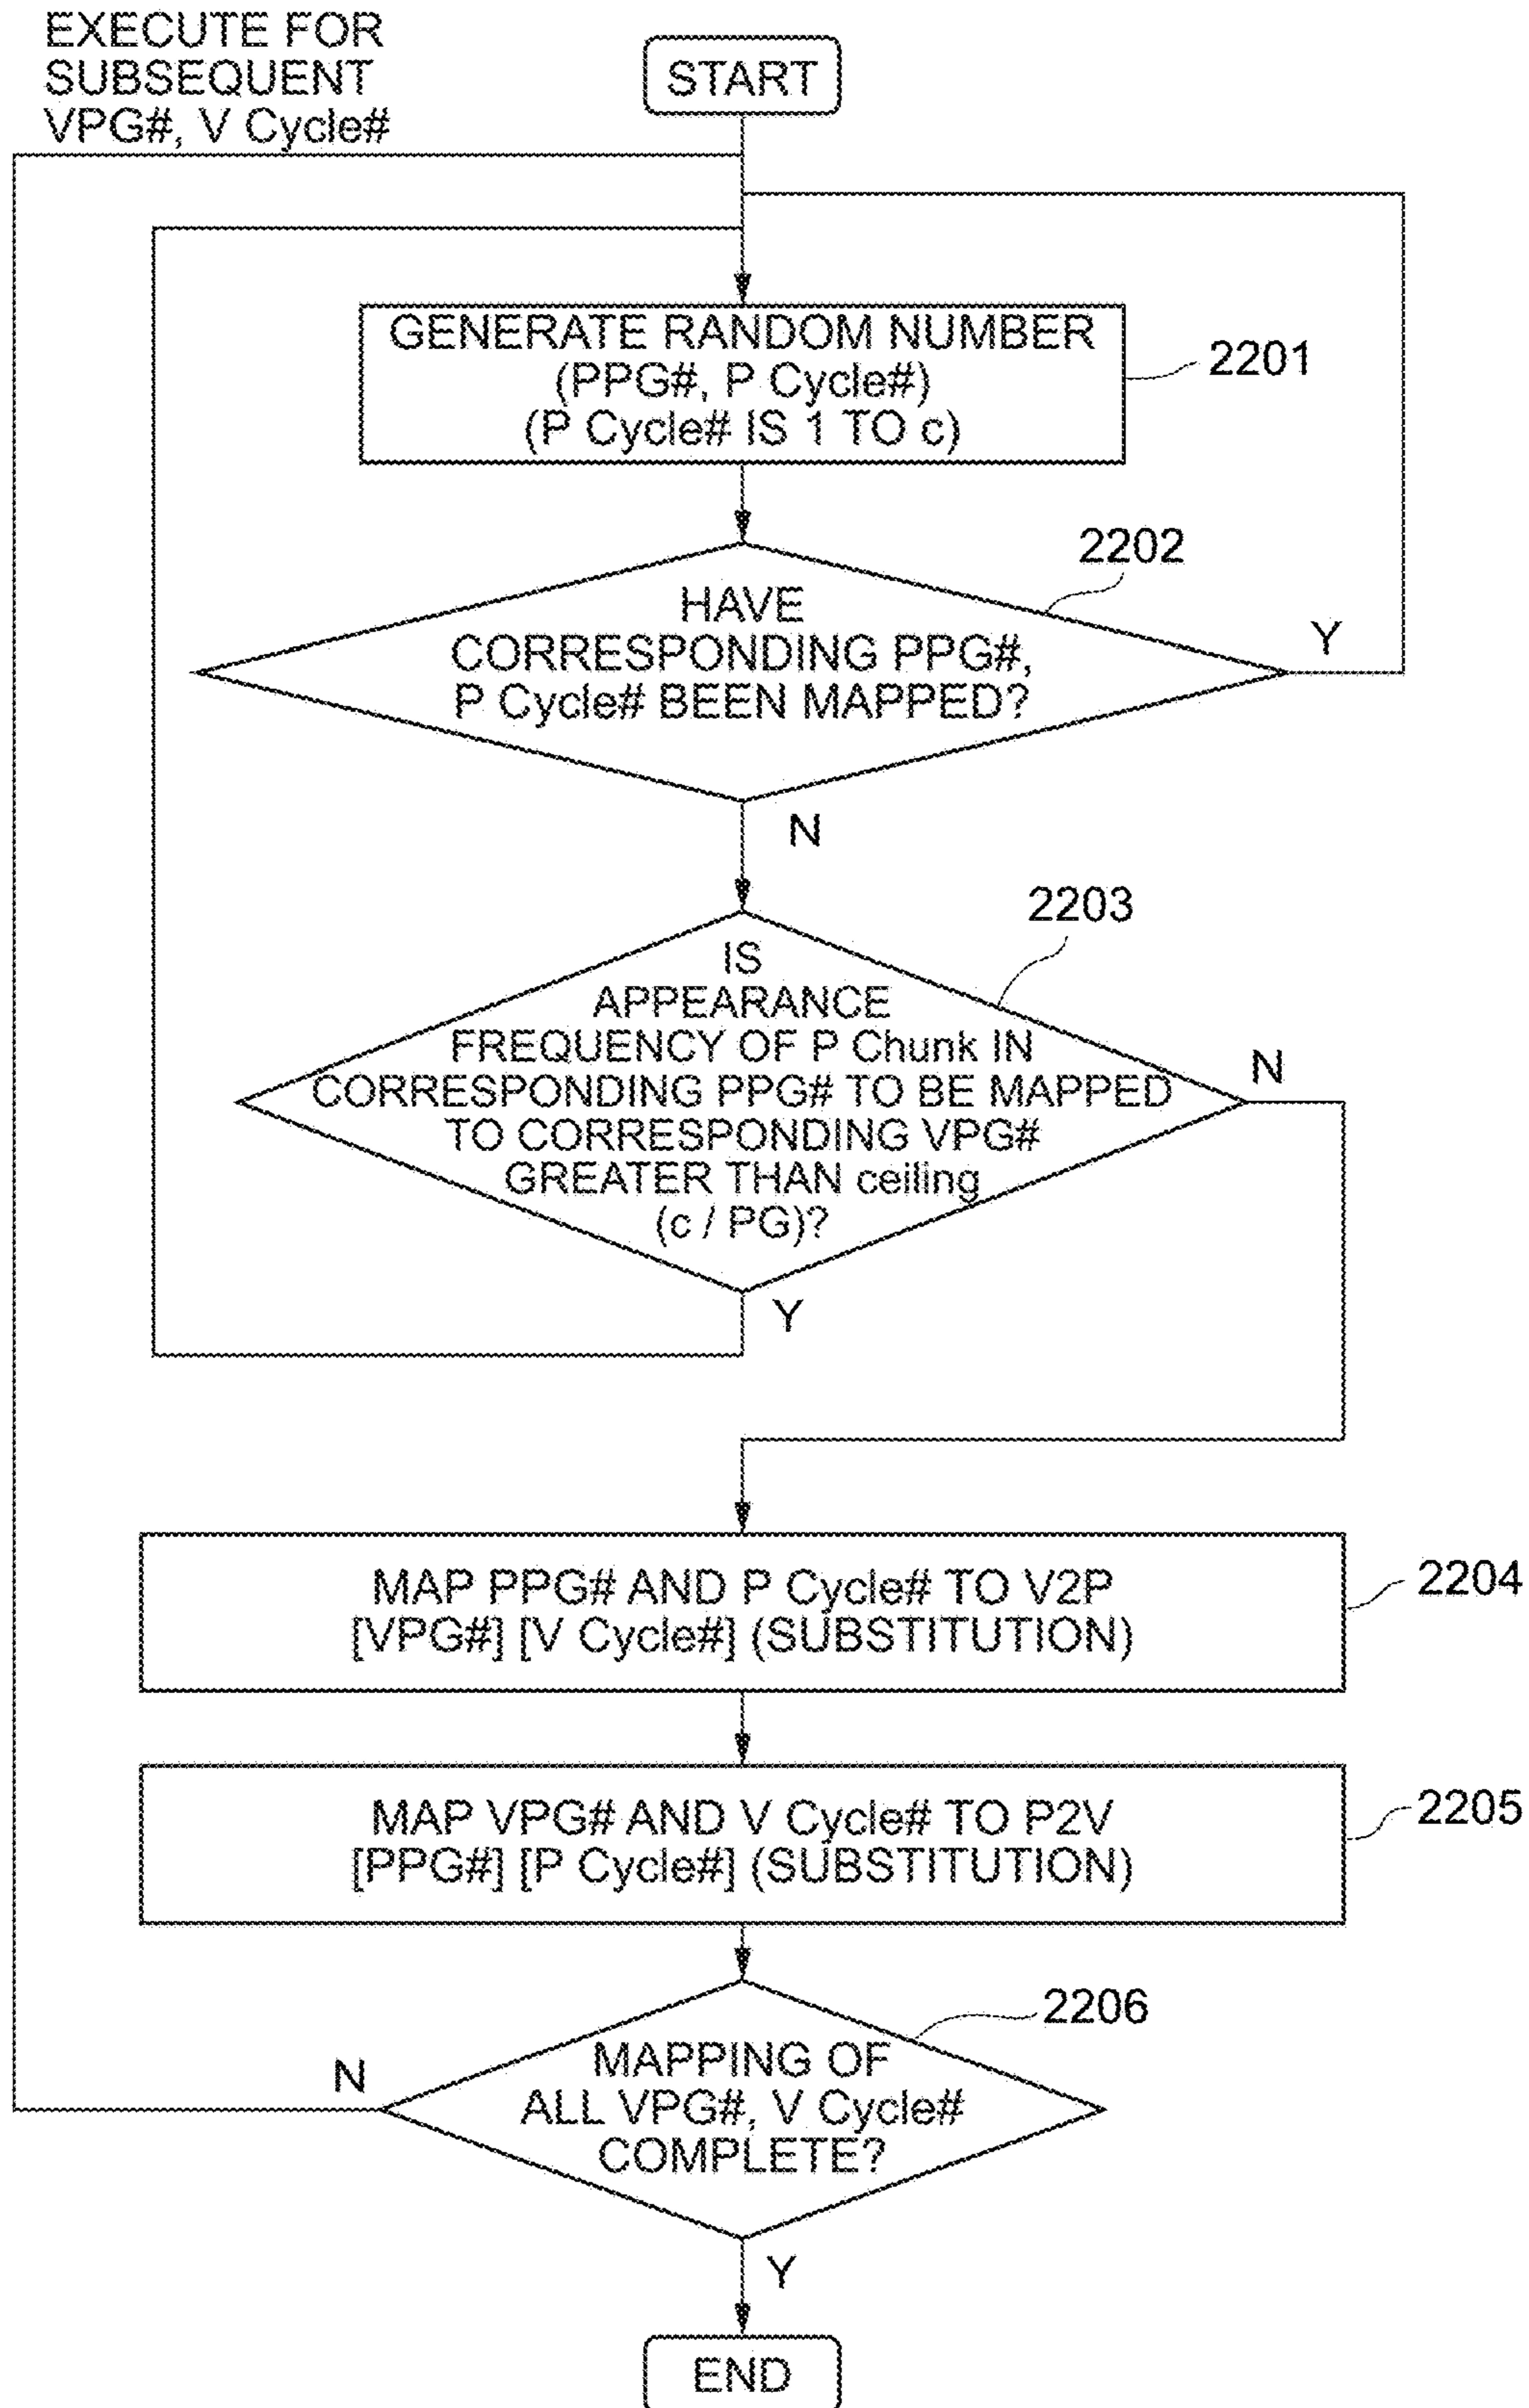 EXECUTE FOR
SUBSEQUENT
VPG#, V Cycle#
START
GENERATE RANDOM NUMBER
(PPG#, P Cycle#)
(P Cycle# IS 1 TO c)
2201
2202
HAVE
CORRESPONDING PPG#,
P Cycle# BEEN MAPPED?
Y
N
2203
IS
APPEARANCE
FREQUENCY OF P Chunk IN
CORRESPONDING PPG# TO BE MAPPED
TO CORRESPONDING VPG#
GREATER THAN ceiling
(c / PG)?
N
Y
MAP PPG# AND P Cycle# TO V2P
[VPG#] [V Cycle#] (SUBSTITUTION)
2204
MAP VPG# AND V Cycle# TO P2V
[PPG#] [P Cycle#] (SUBSTITUTION)
2205
2206
MAPPING OF
ALL VPG#, V Cycle#
COMPLETE?
N
Y
END